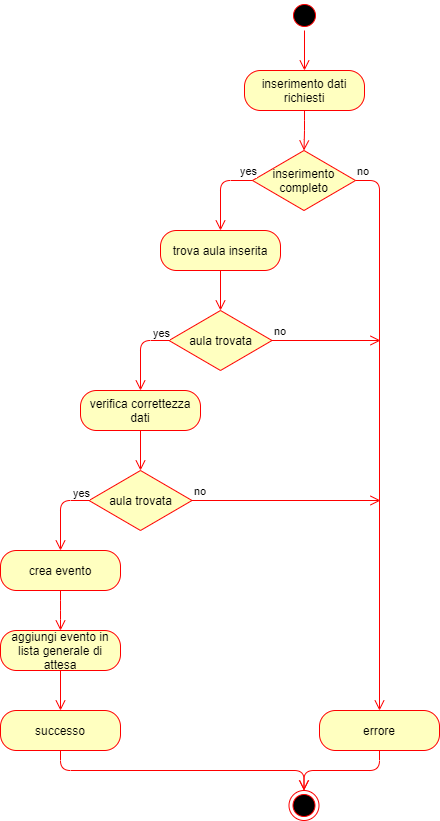 inserimento dati
richiesti
yes
inserimento
completo
no
trova aula inserita
yes
aula trovata
no
verifica correttezza
dati
yes
aula trovata
no
crea evento
aggiungi evento in
lista generale di
attesa
successo
errore